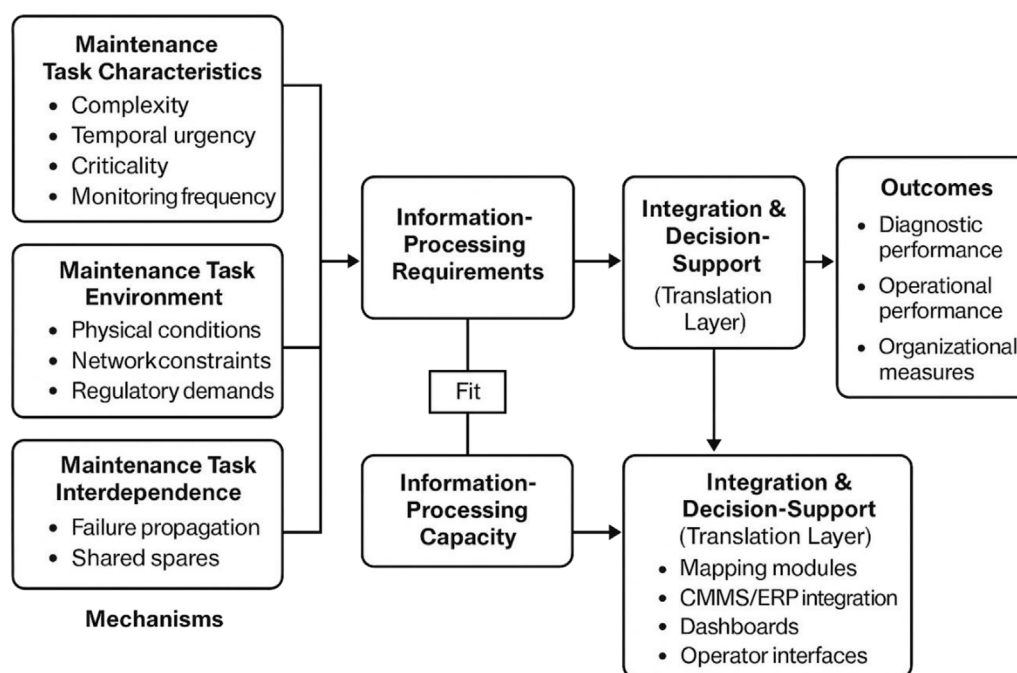 Maintenance
Task Characteristics
• Complexity
• Temporal urgency
• Criticality
• Monitoring frequency
Maintenance Task
Environment
• Physical conditions
• Network constraints
• Regulatory demands
Maintenance Task
Interdependence
• Failure propagation
• Shared spares
Mechanisms
Information-
Processing
Requirements
Fit
Information-
Processing
Capacity
Integration &
Decision-
Support
(Translation
Layer)
Integration &
Decision-Support
(Translation Layer)
• Mapping modules
• CMMS/ERP integration
• Dashboards
• Operator interfaces
Outcomes
• Diagnostic
performance
• Operational
performance
• Organizational
measures